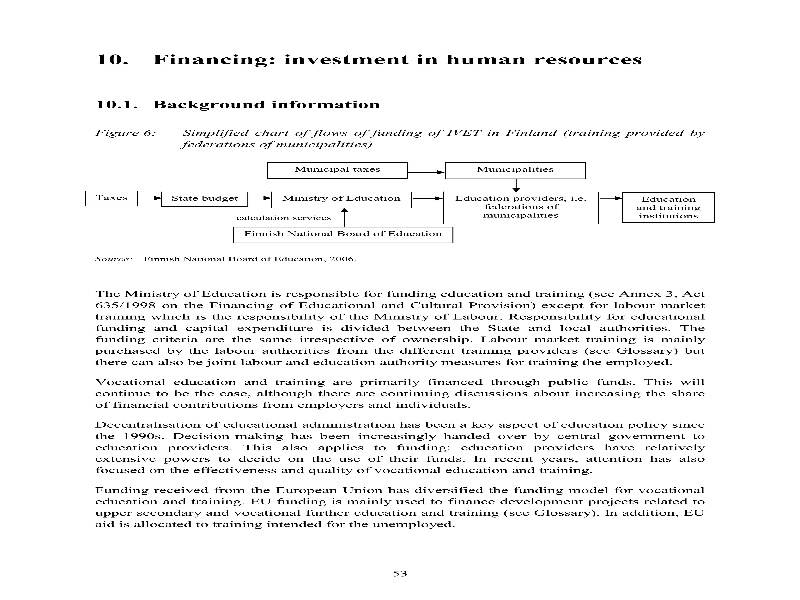 10. Financing: investment in human resources
10.1. Background information
Figure 6: Simplified chart of flows of funding of IVET in Finland (training provided by
federations of municipalities)
Municipal taxes
Municipalities
Taxes
State budget
Ministry of Education
Education providers, i.e.
federations of
municipalities
Education
and training
institutions
calculation services
Finnish National Board of Education
Source: Finnish National Board of Education, 2006.
The Ministry of Education is responsible for funding education and training (see Annex 3, Act
635/1998 on the Financing of Educational and Cultural Provision) except for labour market
training which is the responsibility of the Ministry of Labour. Responsibility for educational
funding and capital expenditure is divided between the State and local authorities. The
funding criteria are the same irrespective of ownership. Labour market training is mainly
purchased by the labour authorities from the different training providers (see Glossary) but
there can also be joint labour and education authority measures for training the employed.
Vocational education and training are primarily financed through public funds. This will
continue to be the case, although there are continuing discussions about increasing the share
of financial contributions from employers and individuals.
Decentralisation of educational administration has been a key aspect of education policy since
the 1990s. Decision-making has been increasingly handed over by central government to
education providers. This also applies to funding: education providers have relatively
extensive powers to decide on the use of their funds. In recent years, attention has also
focused on the effectiveness and quality of vocational education and training.
Funding received from the European Union has diversified the funding model for vocational
education and training. EU funding is mainly used to finance development projects related to
upper secondary and vocational further education and training (see Glossary). In addition, EU
aid is allocated to training intended for the unemployed.
53